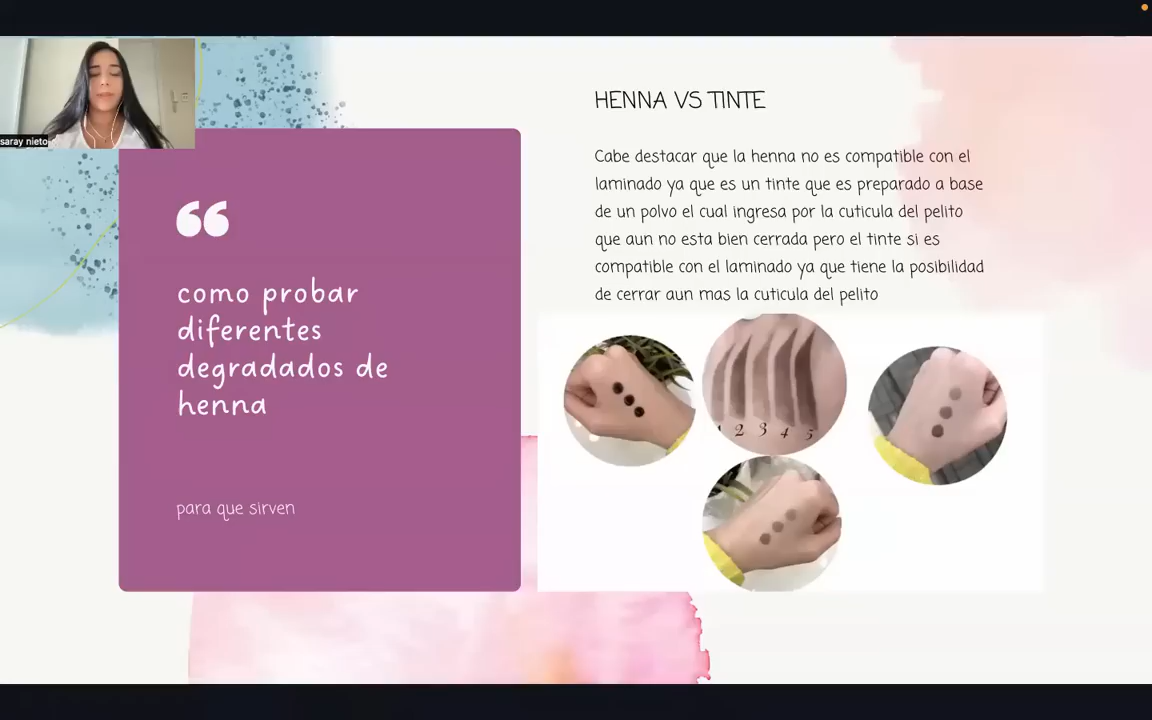 saray nieto
como probar
diferentes
degradados de
henna
para que sirven
HENNA VS TINTE
Cabe destacar que la henna no es compatible con el
laminado ya que es un tinte que es preparado a base
de un polvo el cual ingresa por la cuticula del pelito
que aun no esta bien cerrada pero el tinte si es
compatible con el laminado ya que tiene la posibilidad
de cerrar aun mas la cuticula del pelito
1 2 3 4 5